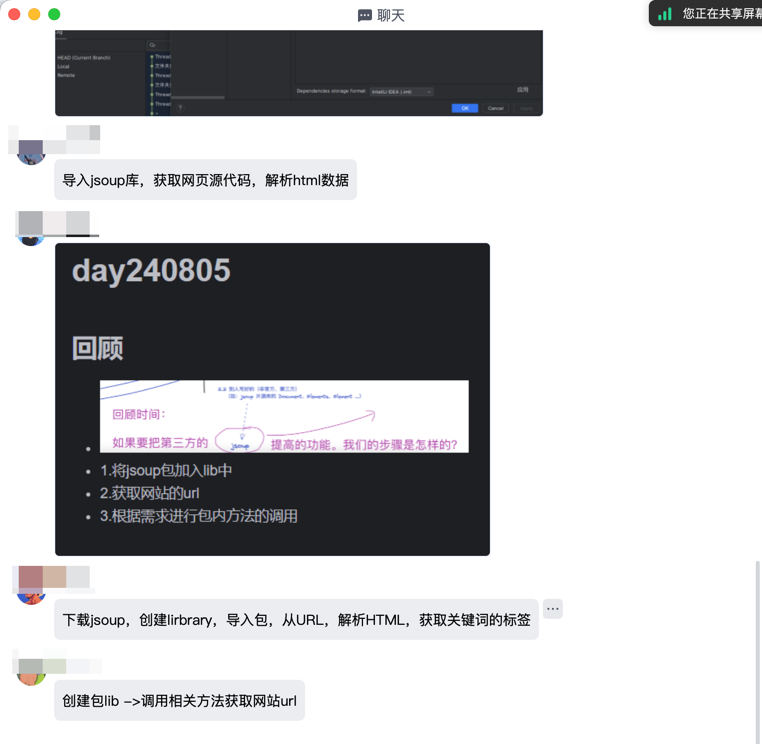 聊天
您正在共享屏幕
HEAD (Current Branch)
Local
Remote
Dependencies storage format: IntelliJ IDEA (.iml)
应用
?
OK
Cancel
导入jsoup库，获取网页源代码，解析html数据
day240805
回顾
(如：jsoup
回顾时间：
如果要把第三方的
jsoup
提高的功能。我们的步骤是怎样的？
1.将jsoup包加入lib中
2.获取网站的url
3.根据需求进行包内方法的调用
下载jsoup，创建lirbrary，导入包，从URL，解析HTML，获取关键词的标签
创建包lib ->调用相关方法获取网站url